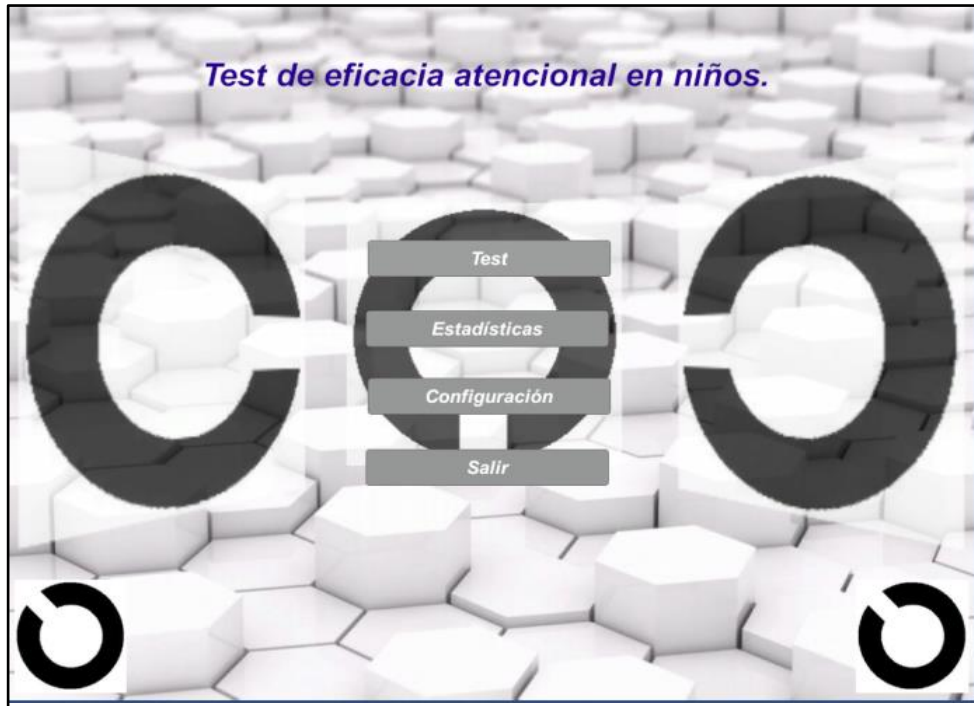 Test de eficacia atencional en niños.
Test
Estadísticas
Configuración
Salir